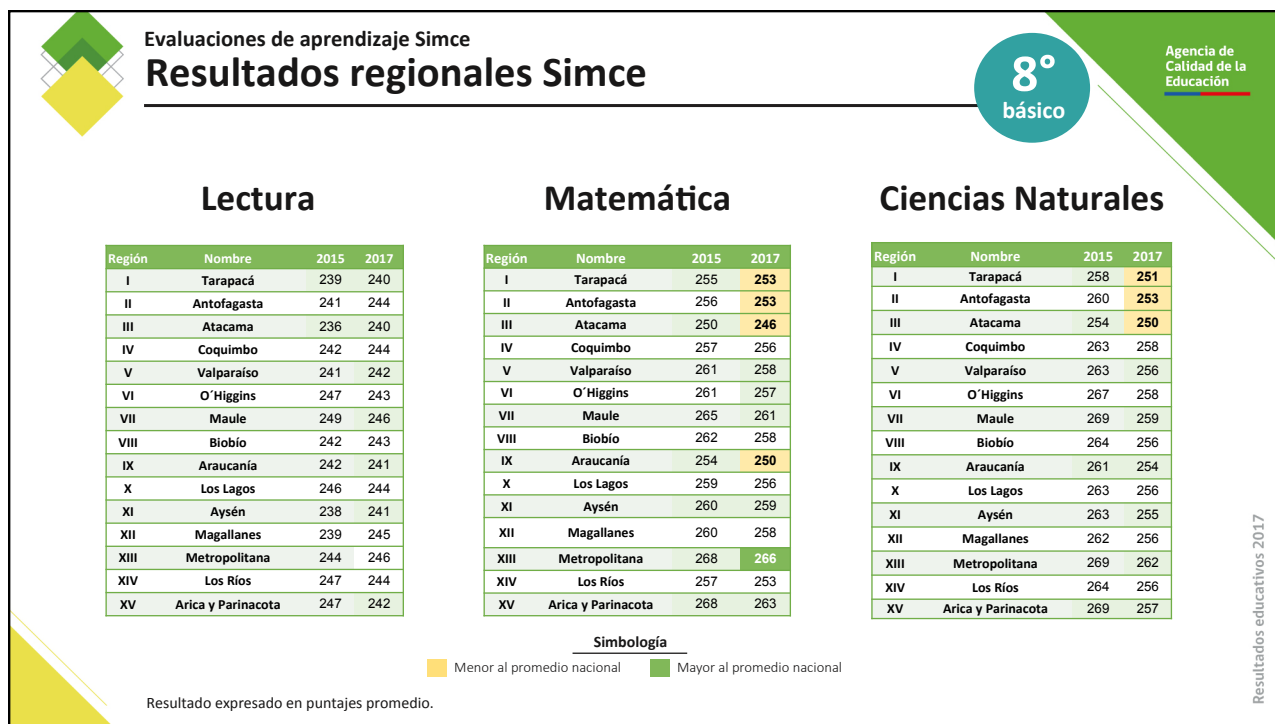 Evaluaciones de aprendizaje Simce
Resultados regionales Simce
8°
básico
Agencia de
Calidad de la
Educación
Lectura
Región Nombre 2015 2017
I Tarapacá 239 240
II Antofagasta 241 244
III Atacama 236 240
IV Coquimbo 242 244
V Valparaíso 241 242
VI O´Higgins 247 243
VII Maule 249 246
VIII Biobío 242 243
IX Araucanía 242 241
X Los Lagos 246 244
XI Aysén 238 241
XII Magallanes 239 245
XIII Metropolitana 244 246
XIV Los Ríos 247 244
XV Arica y Parinacota 247 242
Matemática
Región Nombre 2015 2017
I Tarapacá 255 253
II Antofagasta 256 253
III Atacama 250 246
IV Coquimbo 257 256
V Valparaíso 261 258
VI O´Higgins 261 257
VII Maule 265 261
VIII Biobío 262 258
IX Araucanía 254 250
X Los Lagos 259 256
XI Aysén 260 259
XII Magallanes 260 258
XIII Metropolitana 268 266
XIV Los Ríos 257 253
XV Arica y Parinacota 268 263
Ciencias Naturales
Región Nombre 2015 2017
I Tarapacá 258 251
II Antofagasta 260 253
III Atacama 254 250
IV Coquimbo 263 258
V Valparaíso 263 256
VI O´Higgins 267 258
VII Maule 269 259
VIII Biobío 264 256
IX Araucanía 261 254
X Los Lagos 263 256
XI Aysén 263 255
XII Magallanes 262 256
XIII Metropolitana 269 262
XIV Los Ríos 264 256
XV Arica y Parinacota 269 257
Simbología
Menor al promedio nacional
Mayor al promedio nacional
Resultado expresado en puntajes promedio.
Resultados educativos 2017